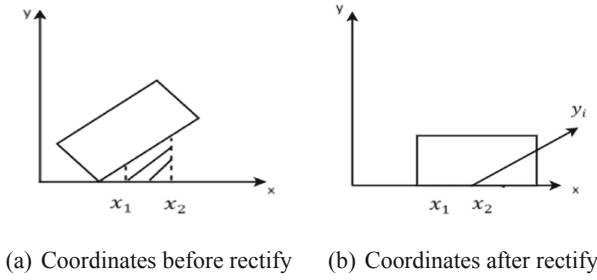 y
x₁
x₂
x
y
yᵢ
x₁
x₂
x
(a) Coordinates before rectify
(b) Coordinates after rectify